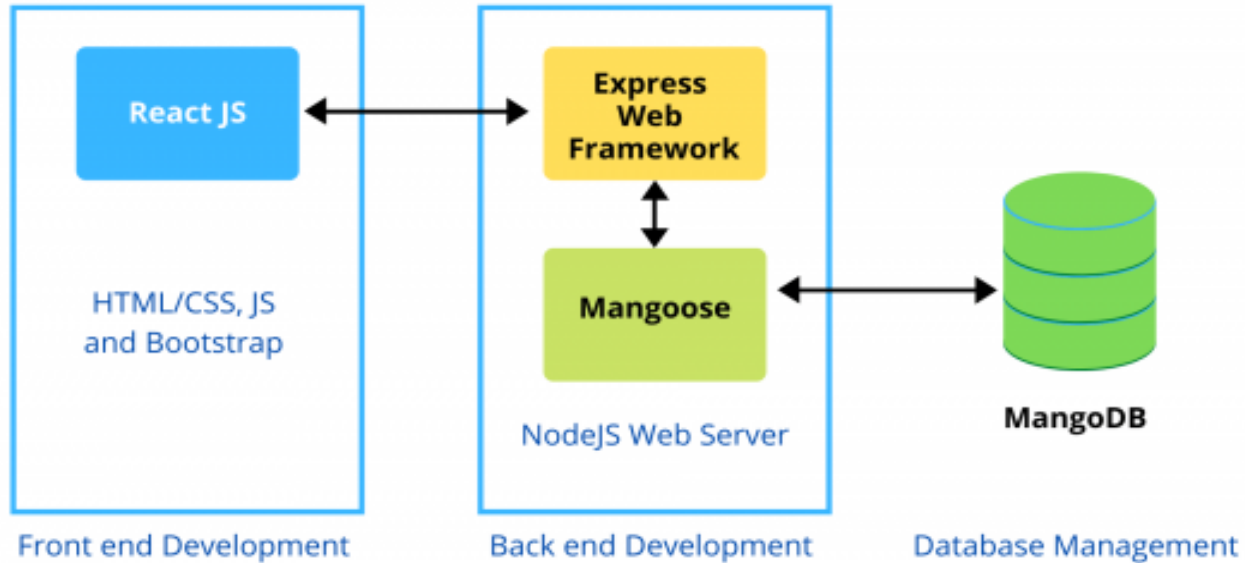 React JS
HTML/CSS, JS
and Bootstrap
Front end Development
Express
Web
Framework
Mangoose
NodeJS Web Server
Back end Development
MangoDB
Database Management